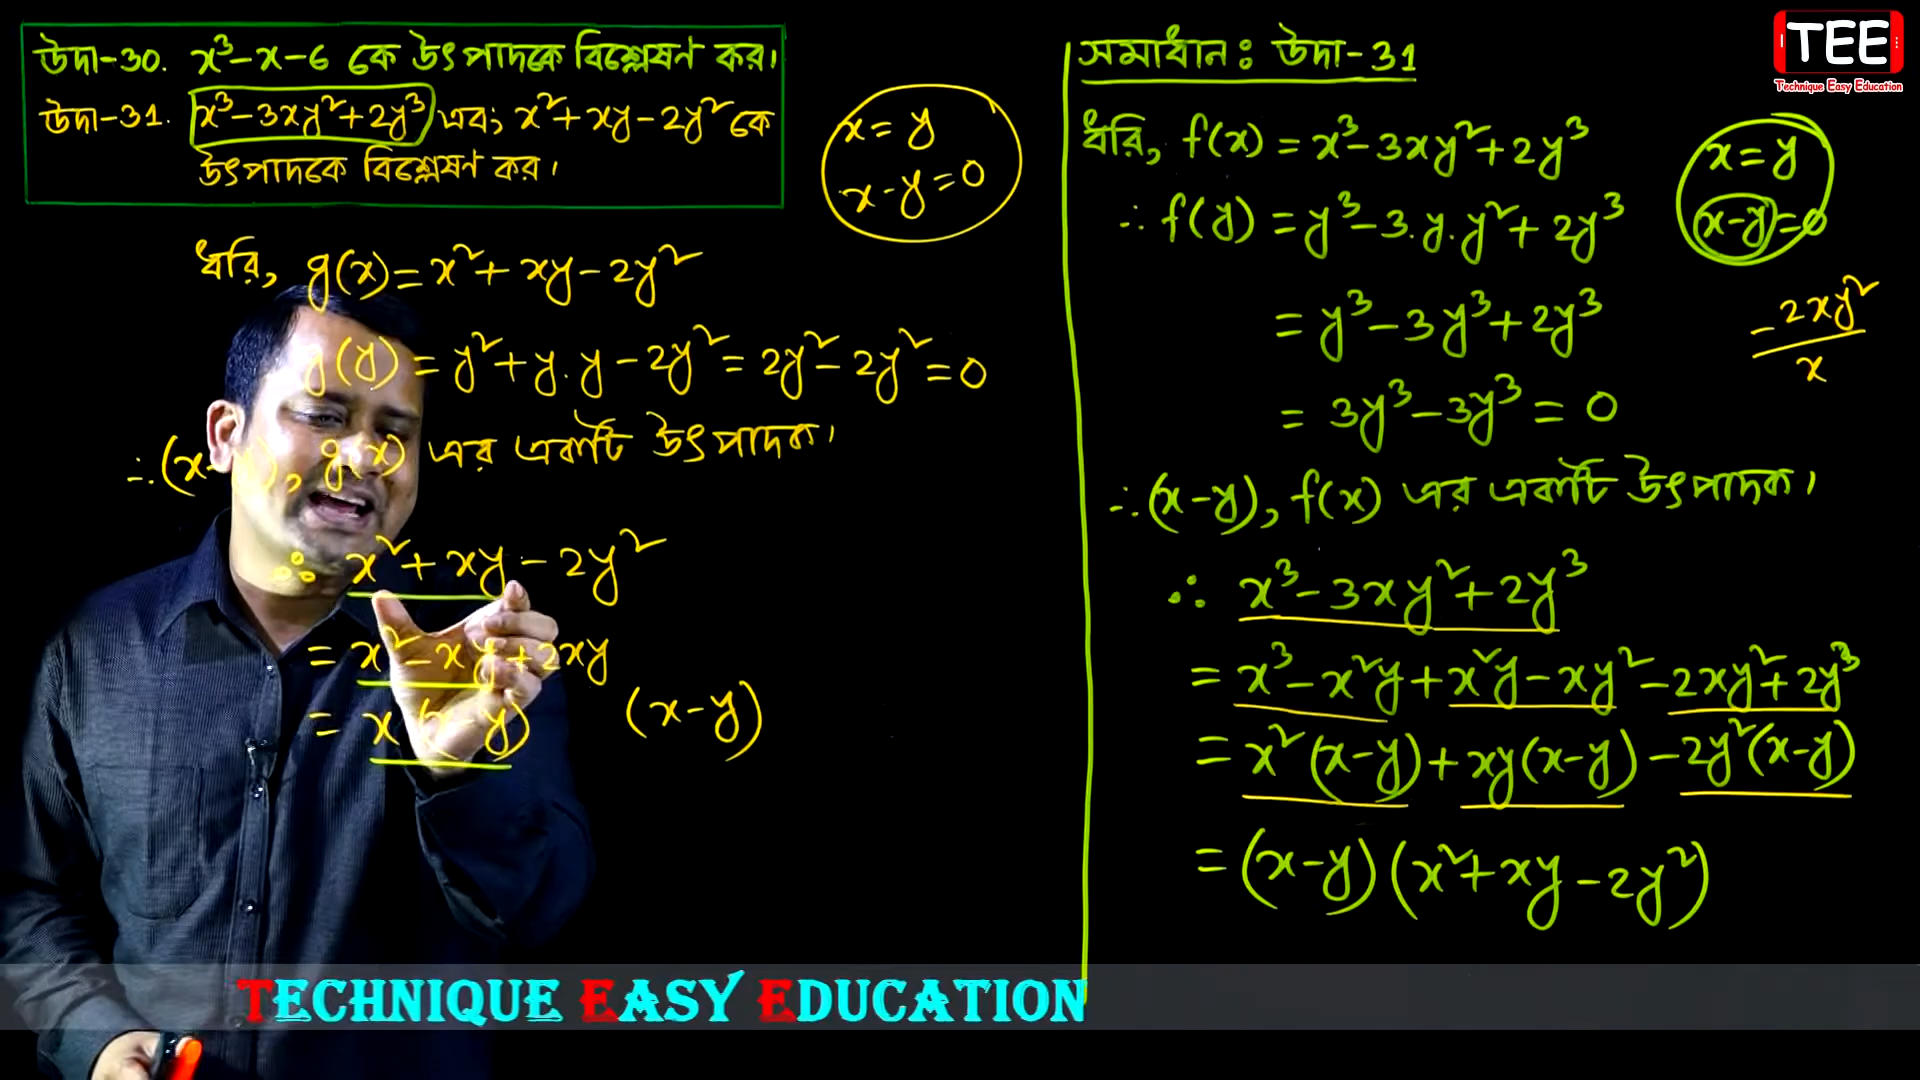 উদা-30. x³-x-6 কে উৎপাদকে বিশ্লেষণ কর।
উদা-31. x³-3xy²+2y³ এবং x²+xy-2y² কে
উৎপাদকে বিশ্লেষণ কর।
x = y
x-y=0
ধরি, g(x) = x²+xy-2y²
g(y) = y²+y.y-2y² = 2y²-2y² = 0
∴(x- ), g(x) এর একটি উৎপাদক।
∴ x²+xy-2y²
= x²-xy+2xy
= x(x-y) (x-y)
সমাধান: উদা-31
ধরি, f(x) = x³-3xy²+2y³
∴ f(y) = y³-3.y.y²+2y³
= y³-3y³+2y³
= 3y³-3y³ = 0
∴(x-y), f(x) এর একটি উৎপাদক।
∴ x³-3xy²+2y³
= x³-x²y+x²y-xy²-2xy²+2y³
= x²(x-y)+xy(x-y)-2y²(x-y)
= (x-y)(x²+xy-2y²)
x = y
(x-y)=0
-2xy²
x
TEE
Technique Easy Education
TECHNIQUE EASY EDUCATION